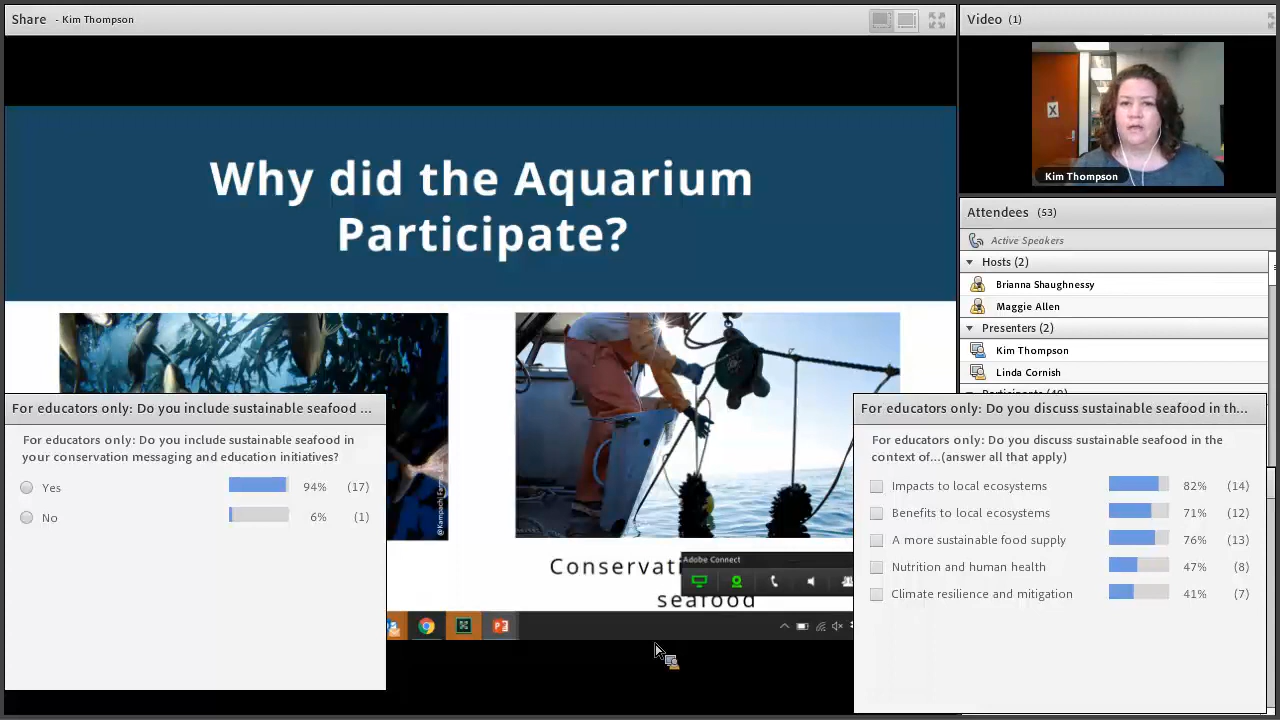 Share - Kim Thompson
Video (1)
Kim Thompson
Attendees (53)
Active Speakers
Hosts (2)
Brianna Shaughnessy
Maggie Allen
Presenters (2)
Kim Thompson
Linda Cornish
Why did the Aquarium
Participate?
For educators only: Do you include sustainable seafood ...
For educators only: Do you include sustainable seafood in
your conservation messaging and education initiatives?
Yes 94% (17)
No 6% (1)
Adobe Connect
seafood
For educators only: Do you discuss sustainable seafood in th...
For educators only: Do you discuss sustainable seafood in the
context of...(answer all that apply)
Impacts to local ecosystems 82% (14)
Benefits to local ecosystems 71% (12)
A more sustainable food supply 76% (13)
Nutrition and human health 47% (8)
Climate resilience and mitigation 41% (7)